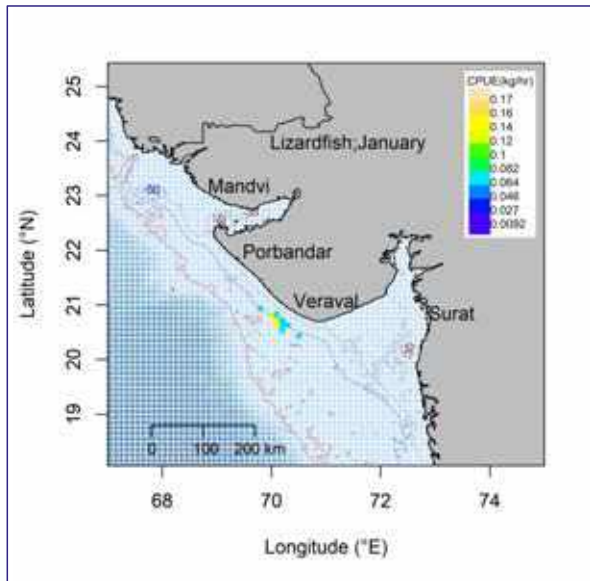 CPUE(kg/hr)
0.17
0.16
0.14
0.12
0.1
0.082
0.064
0.046
0.027
0.0092
Lizardfish;January
Mandvi
Porbandar
Veraval
Surat
25
24
23
22
21
20
19
Latitude (°N)
0 100 200 km
68 70 72 74
Longitude (°E)